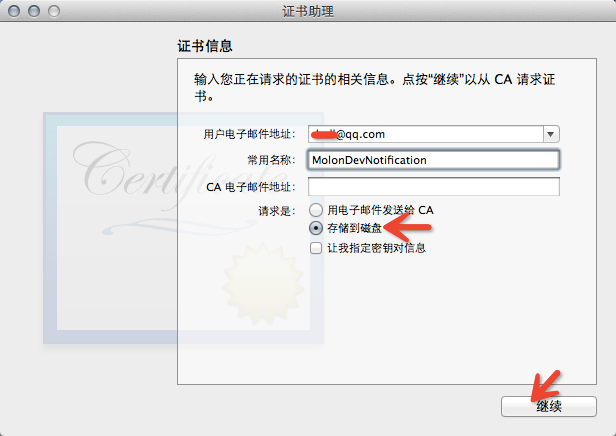 证书助理
证书信息
输入您正在请求的证书的相关信息。点按“继续”以从 CA 请求证
书。
Certificate
用户电子邮件地址： @qq.com
常用名称： MolonDevNotification
CA 电子邮件地址：
请求是： 用电子邮件发送给 CA
存储到磁盘
让我指定密钥对信息
继续